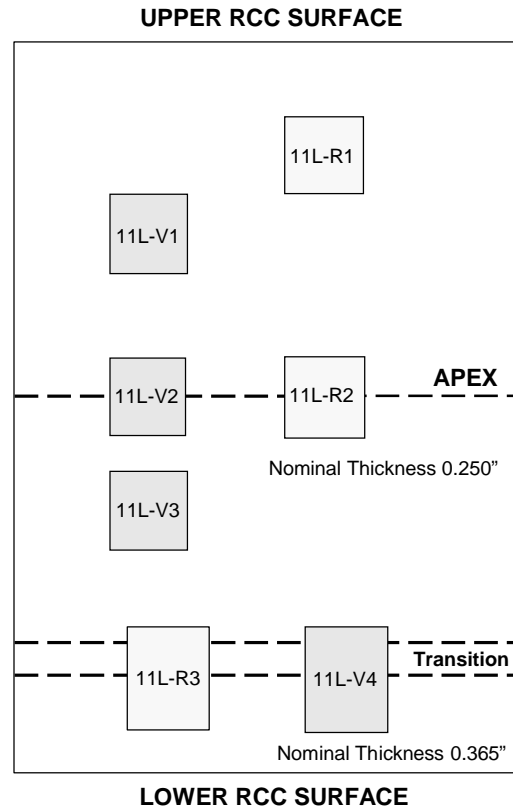 UPPER RCC SURFACE
11L-R1
11L-V1
APEX
11L-V2
11L-R2
Nominal Thickness 0.250”
11L-V3
Transition
11L-R3
11L-V4
Nominal Thickness 0.365”
LOWER RCC SURFACE